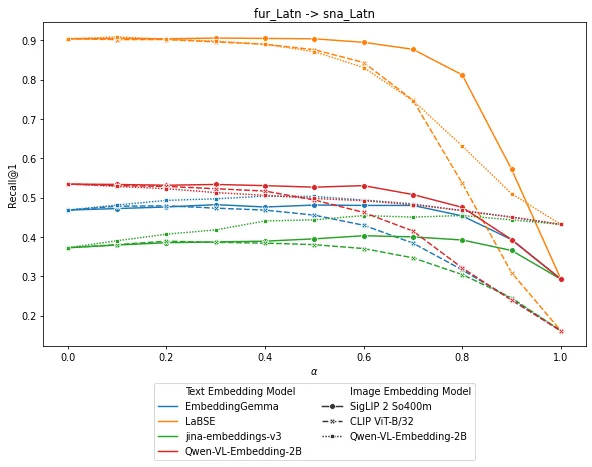 fur_Latn -> sna_Latn
Recall@1
0.9
0.8
0.7
0.6
0.5
0.4
0.3
0.2
0.0 0.2 0.4 0.6 0.8 1.0
α
Text Embedding Model Image Embedding Model
EmbeddingGemma SigLIP 2 So400m
LaBSE CLIP ViT-B/32
jina-embeddings-v3 Qwen-VL-Embedding-2B
Qwen-VL-Embedding-2B